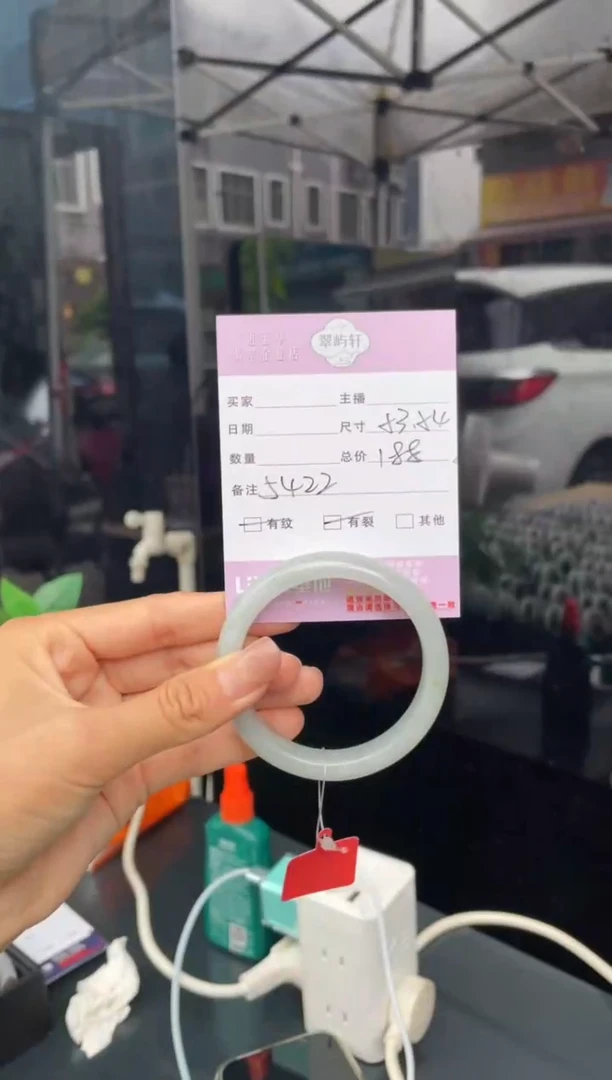 翠屿轩
买家 主播
日期 尺寸 53.54
数量 总价 188
备注 5422
有纹 有裂 其他